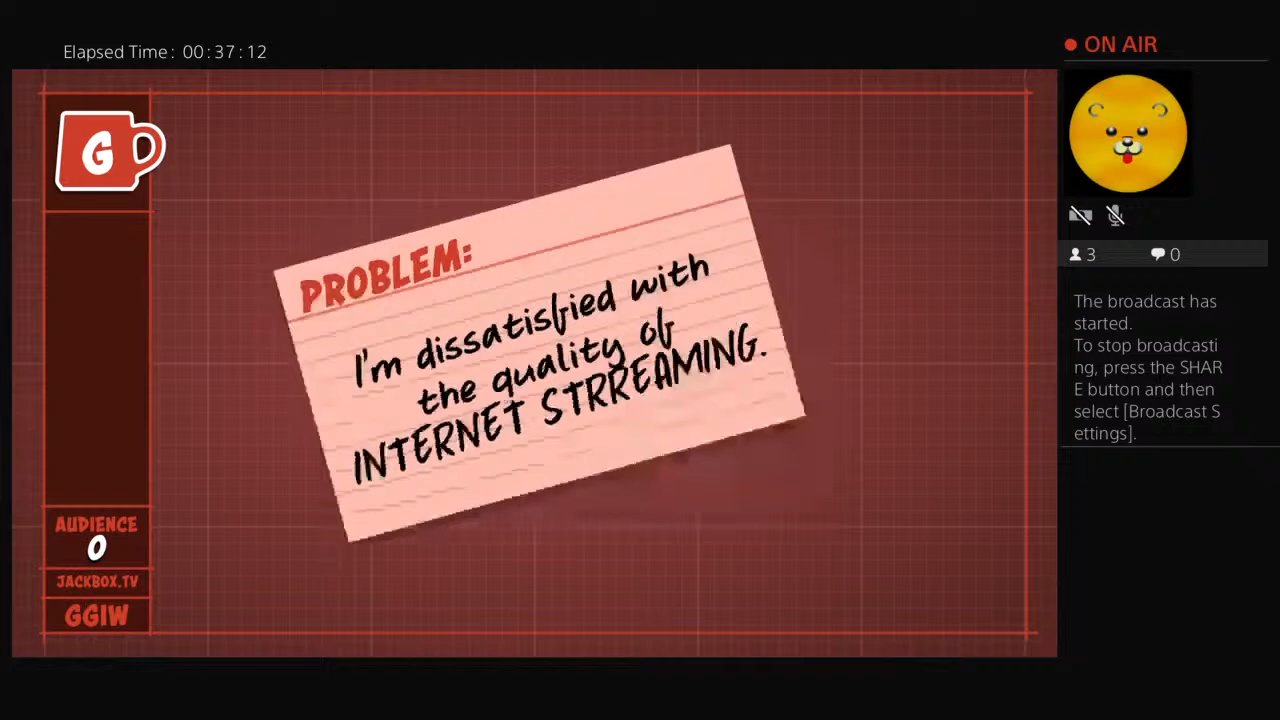 Elapsed Time: 00:37:12
ON AIR
G
PROBLEM:
I'm dissatisfied with
the quality of
INTERNET STRREAMING.
3
0
The broadcast has
started.
To stop broadcasti
ng, press the SHAR
E button and then
select [Broadcast S
ettings].
AUDIENCE
0
JACKBOX.TV
GGIW